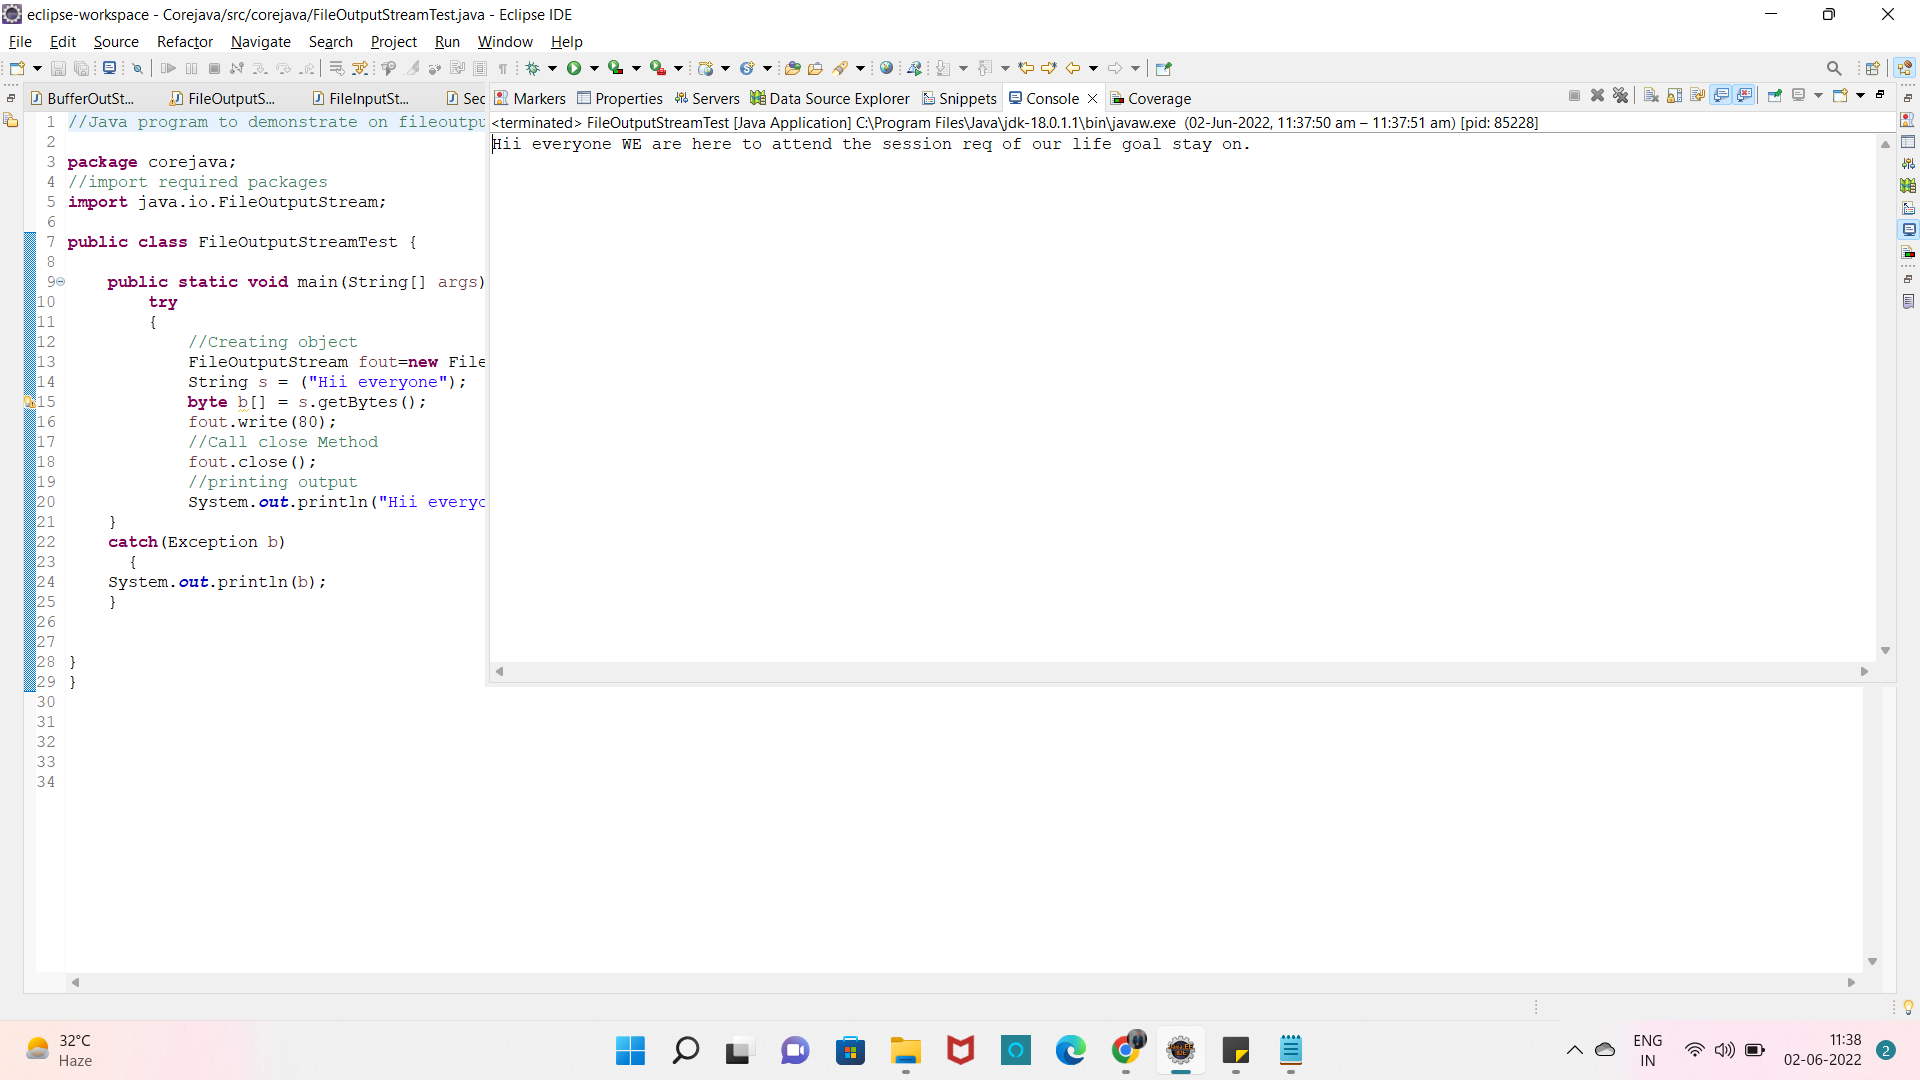 eclipse-workspace - Corejava/src/corejava/FileOutputStreamTest.java - Eclipse IDE
File Edit Source Refactor Navigate Search Project Run Window Help
BufferOutSt... FileOutputS... FileInputSt... Sec Markers Properties Servers Data Source Explorer Snippets Console Coverage
<terminated> FileOutputStreamTest [Java Application] C:\Program Files\Java\jdk-18.0.1.1\bin\javaw.exe (02-Jun-2022, 11:37:50 am – 11:37:51 am) [pid: 85228]
Hii everyone WE are here to attend the session req of our life goal stay on.
1 //Java program to demonstrate on fileoutpu
2
3 package corejava;
4 //import required packages
5 import java.io.FileOutputStream;
6
7 public class FileOutputStreamTest {
8
9 public static void main(String[] args)
10 try
11 {
12 //Creating object
13 FileOutputStream fout=new File
14 String s = ("Hii everyone");
15 byte b[] = s.getBytes();
16 fout.write(80);
17 //Call close Method
18 fout.close();
19 //printing output
20 System.out.println("Hii everyo
21 }
22 catch(Exception b)
23 {
24 System.out.println(b);
25 }
26
27
28 }
29 }
30
31
32
33
34
32°C
Haze
ENG
IN
11:38
02-06-2022
2